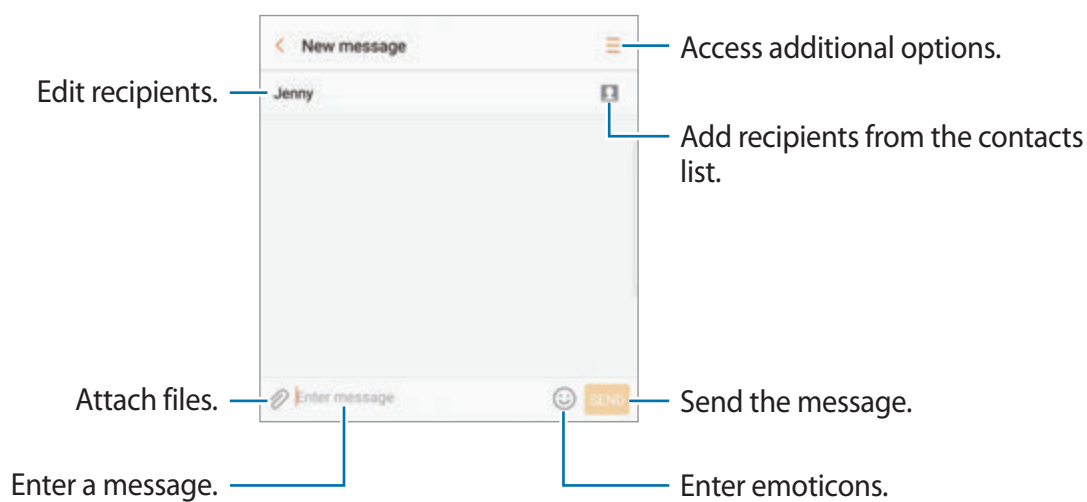 New message
Access additional options.
Edit recipients.
Jenny
Add recipients from the contacts
list.
Attach files.
Enter message
SEND
Send the message.
Enter a message.
Enter emoticons.